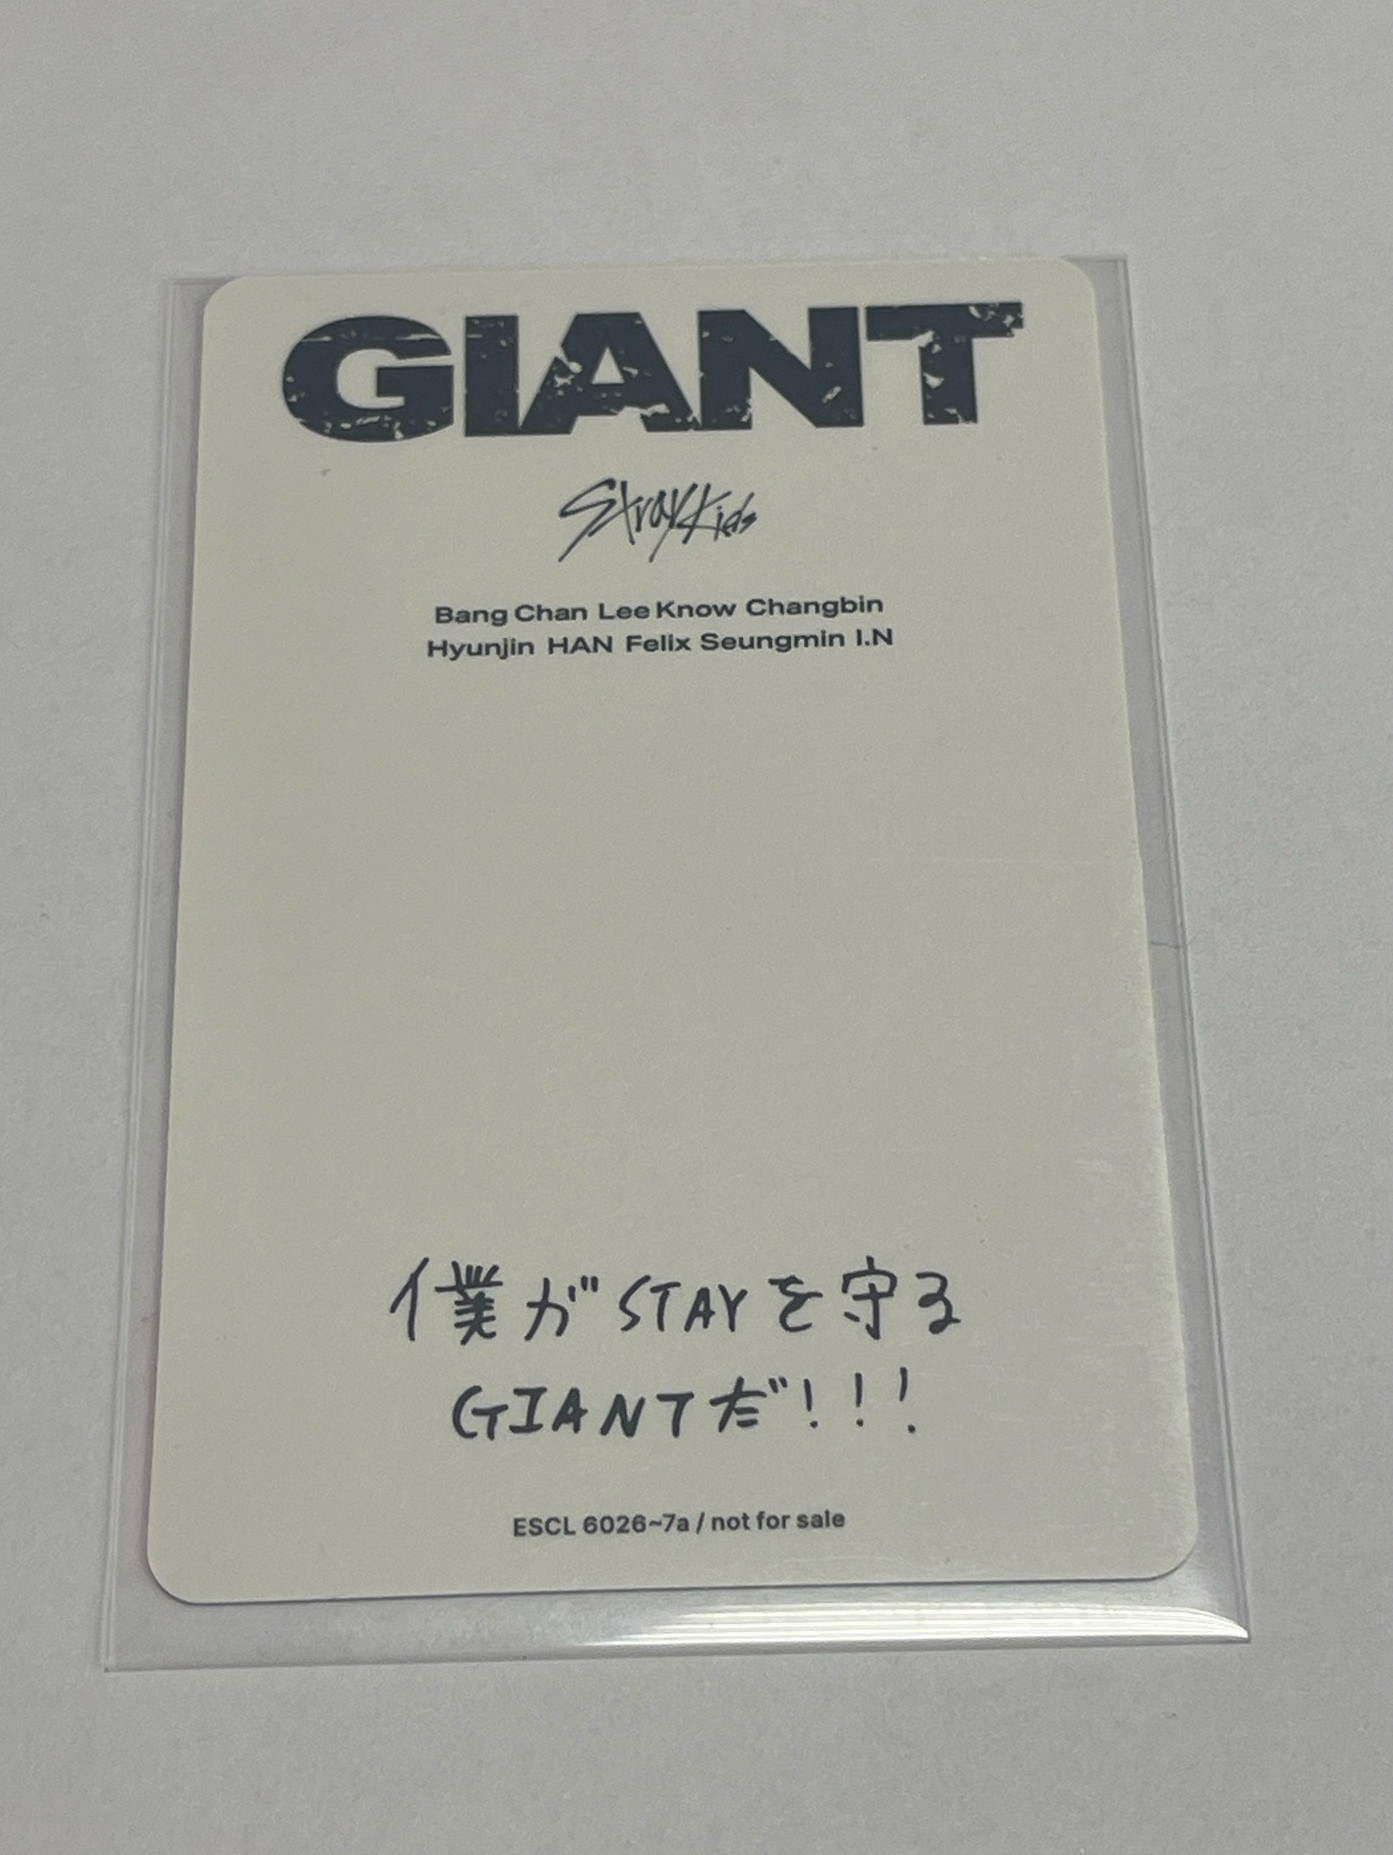 GIANT
Stray Kids
Bang Chan Lee Know Changbin
Hyunjin HAN Felix Seungmin I.N
僕がSTAYを守る
GIANTだ!!!
ESCL 6026~7a / not for sale